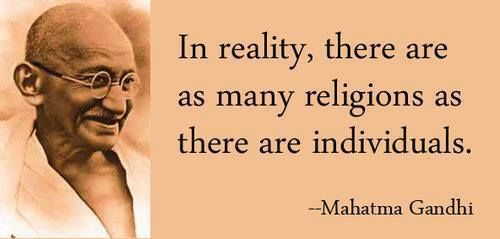 In reality, there are
as many religions as
there are individuals.
--Mahatma Gandhi